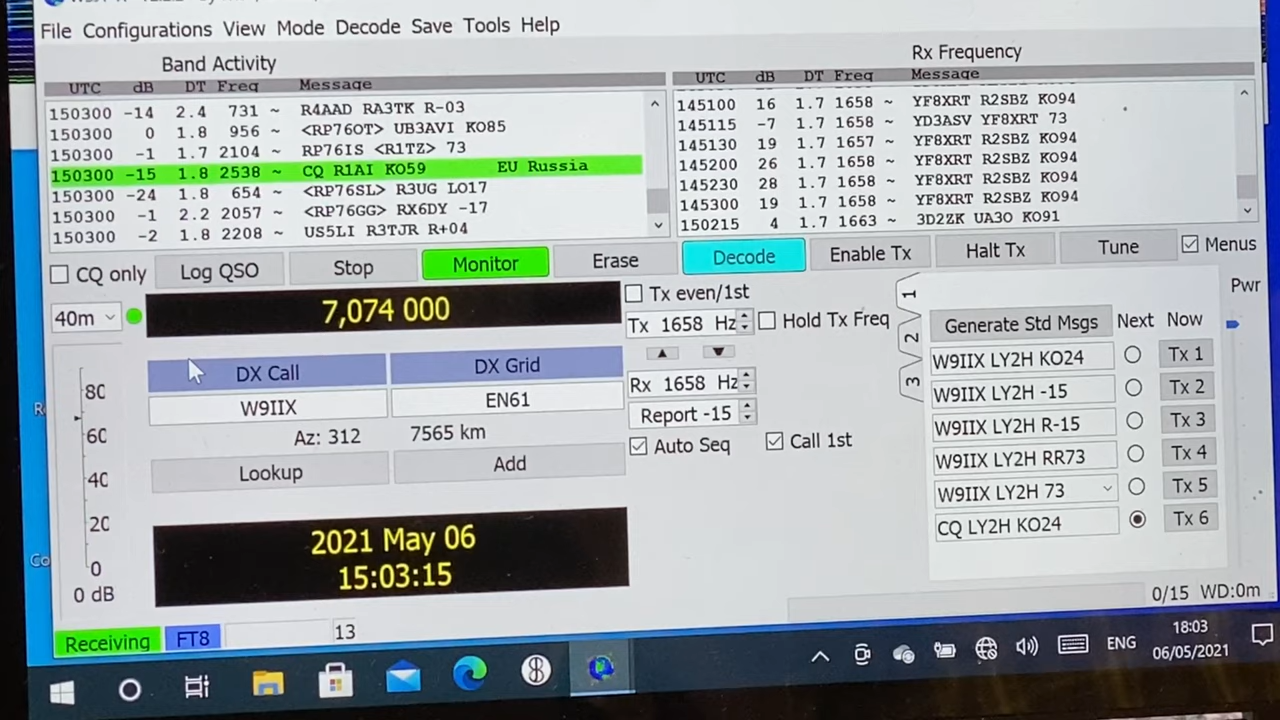 File Configurations View Mode Decode Save Tools Help
Band Activity
UTC dB DT Freq Message
150300 -14 2.4 731 ~ R4AAD RA3TK R-03
150300 0 1.8 956 ~ <RP76OT> UB3AVI KO85
150300 -1 1.7 2104 ~ RP76IS <R1TZ> 73
150300 -15 1.8 2538 ~ CQ R1AI KO59 EU Russia
150300 -24 1.8 654 ~ <RP76SL> R3UG LO17
150300 -1 2.2 2057 ~ <RP76GG> RX6DY -17
150300 -2 1.8 2208 ~ US5LI R3TJR R+04
Rx Frequency
UTC dB DT Freq Message
145100 16 1.7 1658 ~ YF8XRT R2SBZ KO94
145115 -7 1.7 1658 ~ YD3ASV YF8XRT 73
145130 19 1.7 1657 ~ YF8XRT R2SBZ KO94
145200 26 1.7 1658 ~ YF8XRT R2SBZ KO94
145230 28 1.7 1658 ~ YF8XRT R2SBZ KO94
145300 19 1.7 1658 ~ YF8XRT R2SBZ KO94
150215 4 1.7 1663 ~ 3D2ZK UA3O KO91
CQ only Log QSO Stop Monitor Erase Decode Enable Tx Halt Tx Tune Menus
40m 7,074 000
Tx even/1st
Tx 1658 Hz Hold Tx Freq
DX Call DX Grid
W9IIX EN61
Rx 1658 Hz
Report -15
Az: 312 7565 km
Auto Seq Call 1st
Lookup Add
2021 May 06
15:03:15
80
60
40
20
0
0 dB
1
2
3
Generate Std Msgs Next Now Pwr
W9IIX LY2H KO24 Tx 1
W9IIX LY2H -15 Tx 2
W9IIX LY2H R-15 Tx 3
W9IIX LY2H RR73 Tx 4
W9IIX LY2H 73 Tx 5
CQ LY2H KO24 Tx 6
Receiving FT8 13 0/15 WD:0m
ENG 18:03
06/05/2021